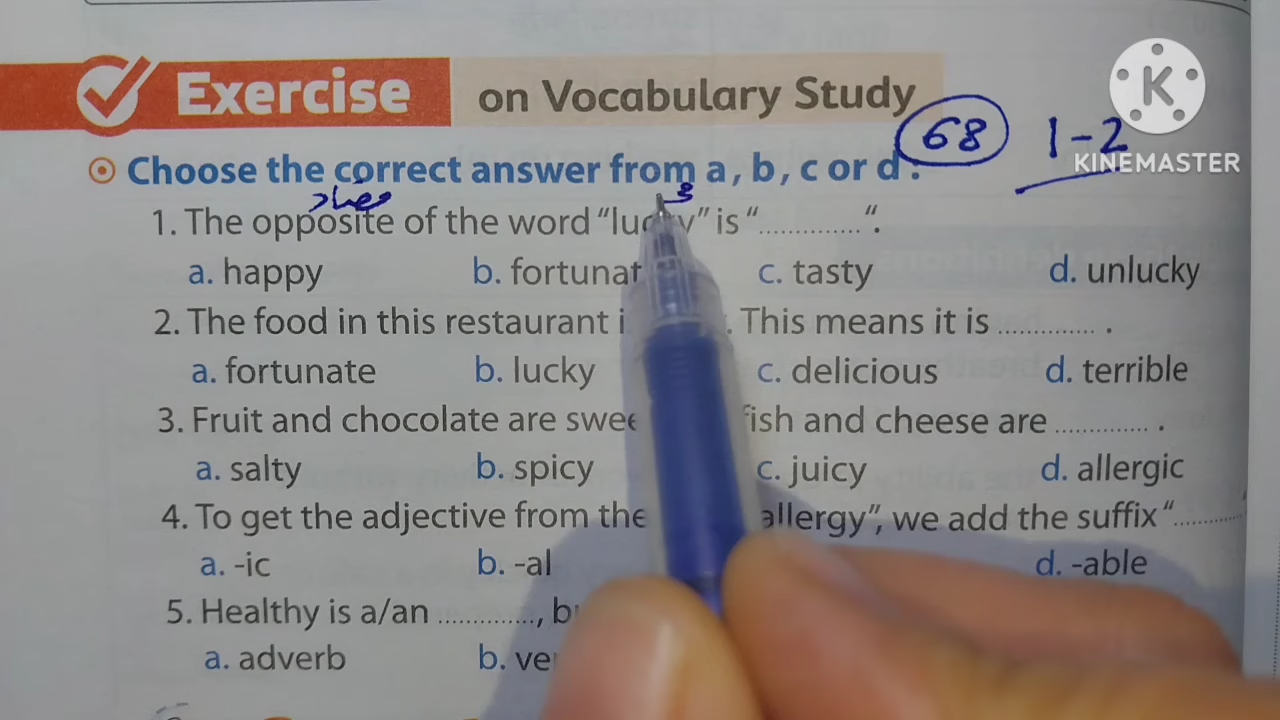 Exercise on Vocabulary Study
68 1-2
KINEMASTER
Choose the correct answer from a, b, c or d.
1. The opposite of the word “lucky” is “..............“.
a. happy b. fortunat c. tasty d. unlucky
2. The food in this restaurant i . This means it is .............. .
a. fortunate b. lucky c. delicious d. terrible
3. Fruit and chocolate are swee fish and cheese are .............. .
a. salty b. spicy c. juicy d. allergic
4. To get the adjective from the allergy”, we add the suffix“..........“
a. -ic b. -al d. -able
5. Healthy is a/an .............., bu
a. adverb b. ve